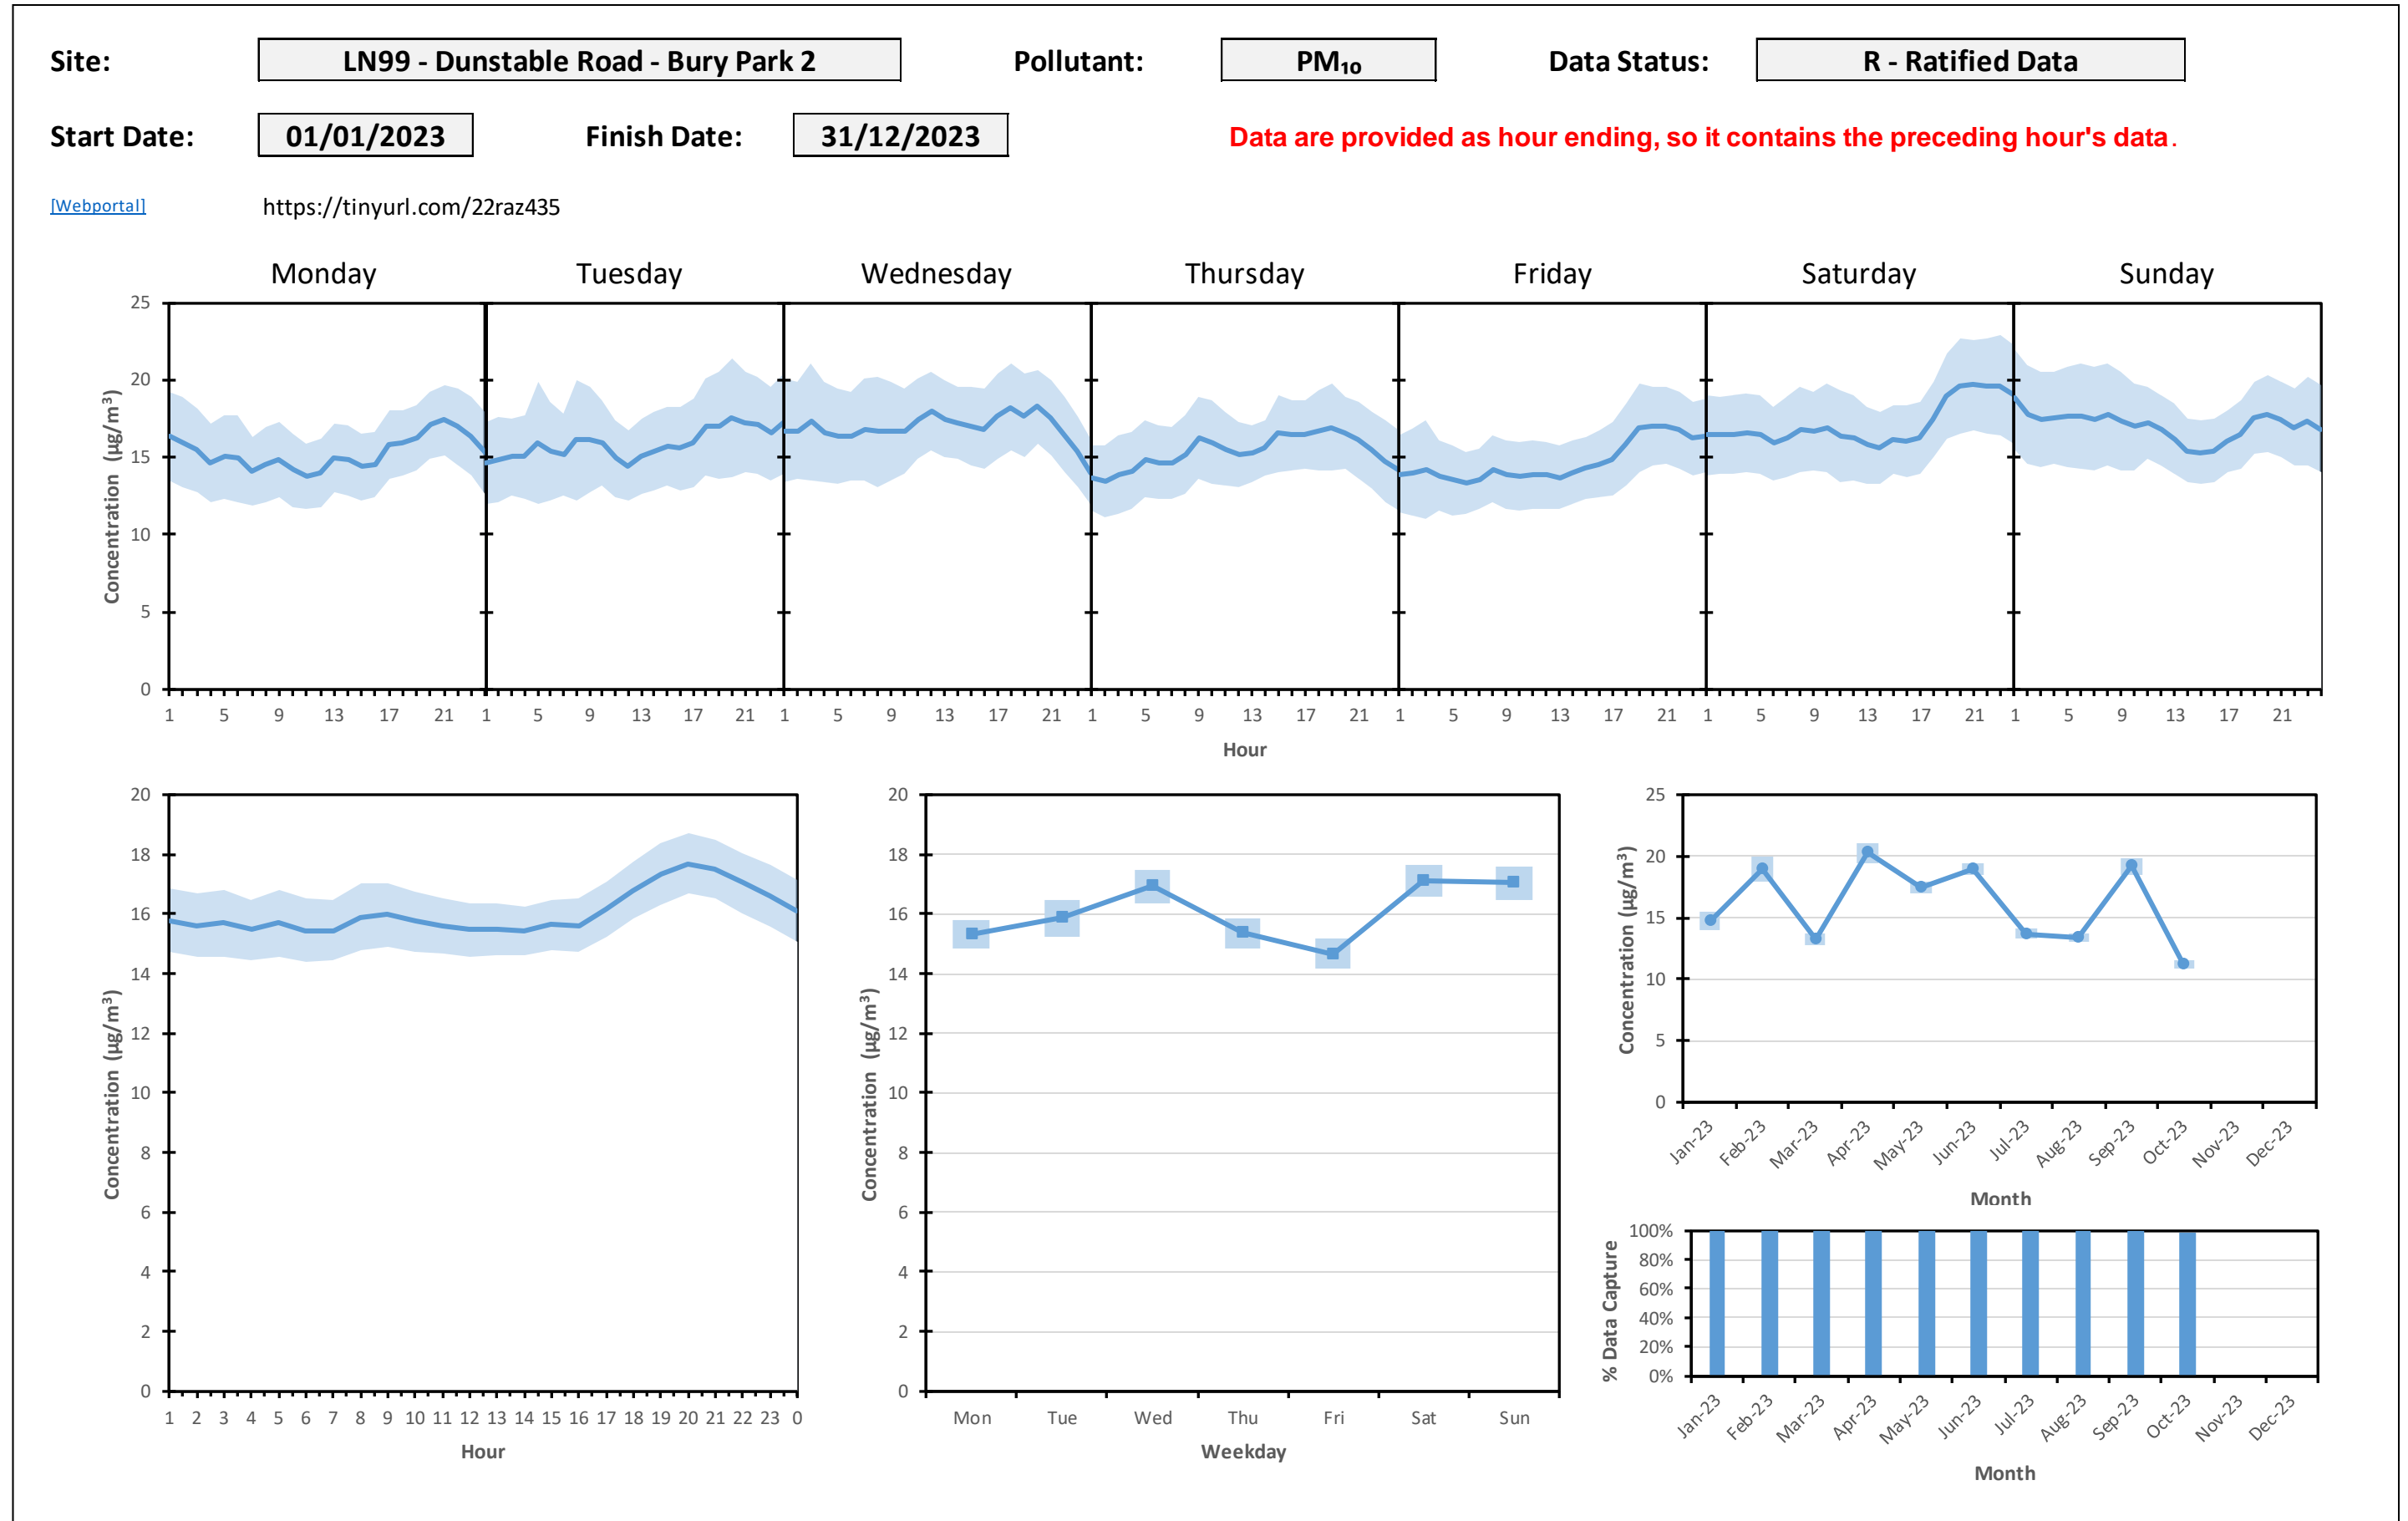 Site: LN99 - Dunstable Road - Bury Park 2 Pollutant: PM₁₀ Data Status: R - Ratified Data
Start Date: 01/01/2023 Finish Date: 31/12/2023 Data are provided as hour ending, so it contains the preceding hour's data.
[Webportal] https://tinyurl.com/22raz435
Monday Tuesday Wednesday Thursday Friday Saturday Sunday
Concentration (µg/m³)
25
20
15
10
5
0
1 5 9 13 17 21 1 5 9 13 17 21 1 5 9 13 17 21 1 5 9 13 17 21 1 5 9 13 17 21 1 5 9 13 17 21 1 5 9 13 17 21
Hour
Concentration (µg/m³)
20
18
16
14
12
10
8
6
4
2
0
1 2 3 4 5 6 7 8 9 10 11 12 13 14 15 16 17 18 19 20 21 22 23 0
Hour
Concentration (µg/m³)
20
18
16
14
12
10
8
6
4
2
0
Mon Tue Wed Thu Fri Sat Sun
Weekday
Concentration (µg/m³)
25
20
15
10
5
0
Jan-23 Feb-23 Mar-23 Apr-23 May-23 Jun-23 Jul-23 Aug-23 Sep-23 Oct-23 Nov-23 Dec-23
Month
% Data Capture
100%
80%
60%
40%
20%
0%
Jan-23 Feb-23 Mar-23 Apr-23 May-23 Jun-23 Jul-23 Aug-23 Sep-23 Oct-23 Nov-23 Dec-23
Month